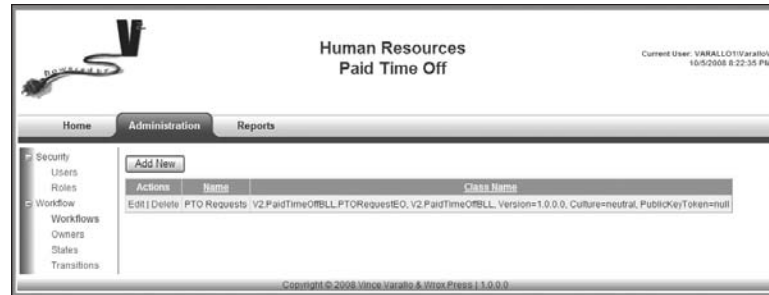 powered by
V²
Human Resources
Paid Time Off
Current User: VARALLO1\Varallo\
10/5/2008 8:22:35 PM
Home Administration Reports
Security
Users
Roles
Workflow
Workflows
Owners
States
Transitions
Add New
Actions Name Class Name
Edit | Delete PTO Requests V2.PaidTimeOffBLL.PTORequestEO, V2.PaidTimeOffBLL, Version=1.0.0.0, Culture=neutral, PublicKeyToken=null
Copyright © 2008 Vince Varallo & Wrox Press | 1.0.0.0